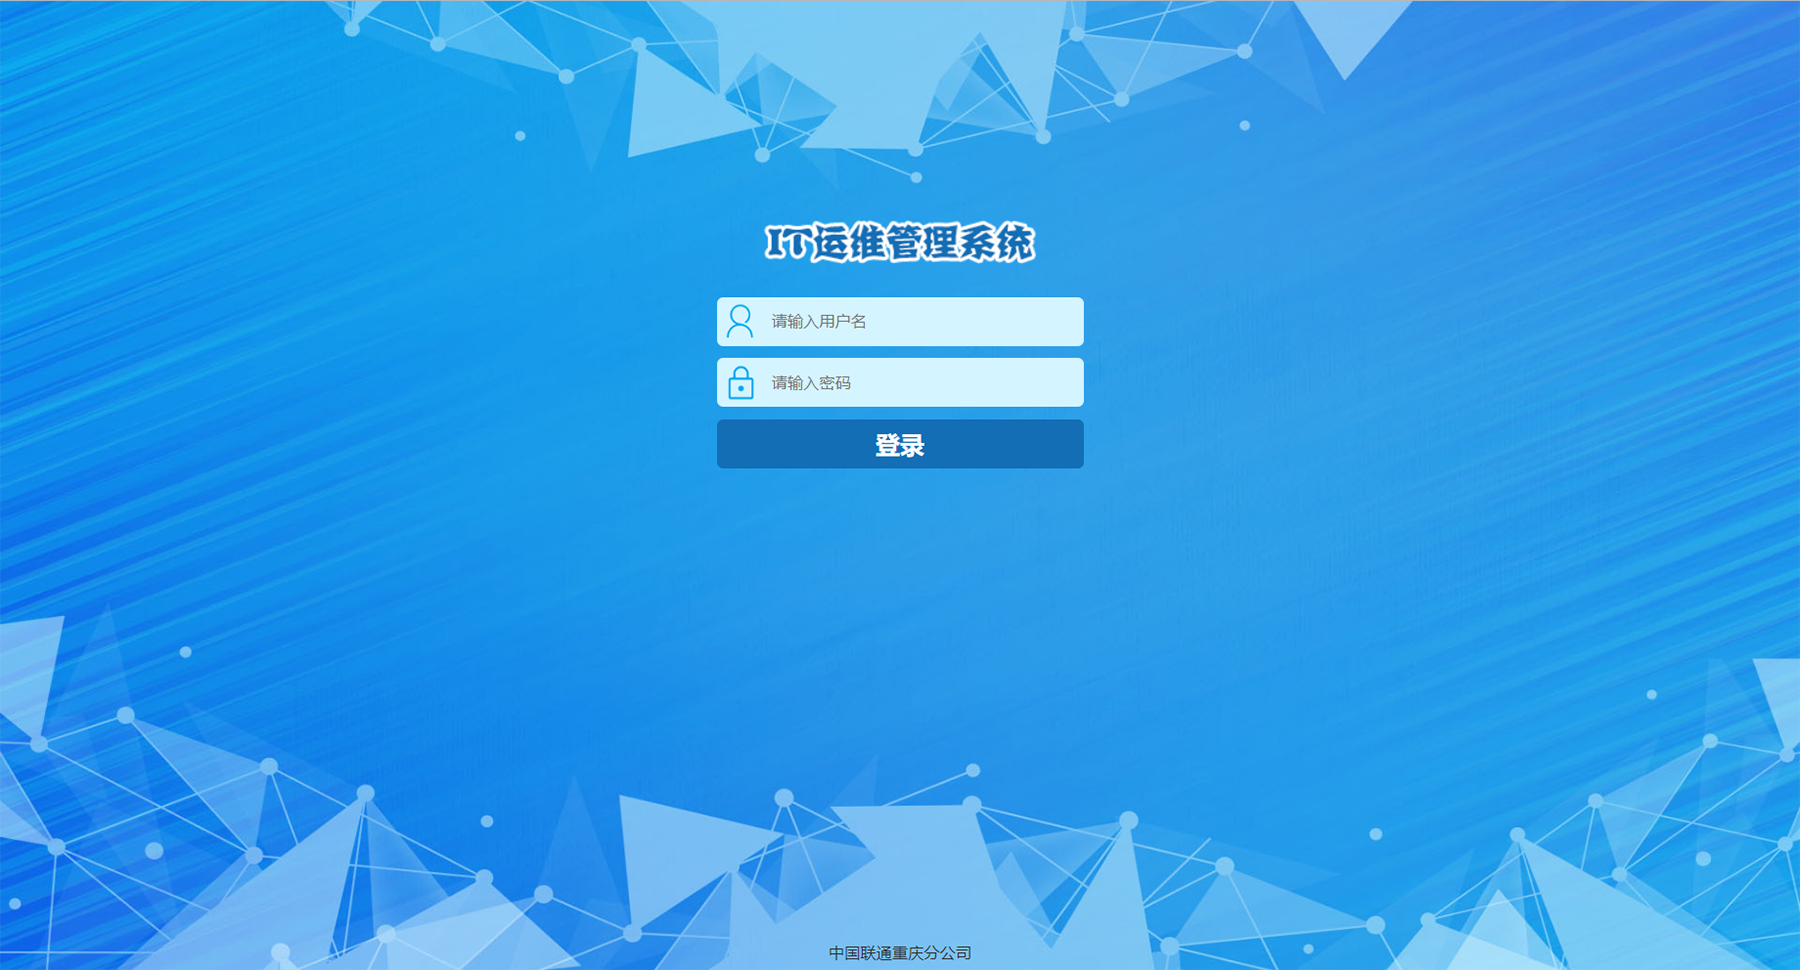 IT运维管理系统
请输入用户名
请输入密码
登录
中国联通重庆分公司